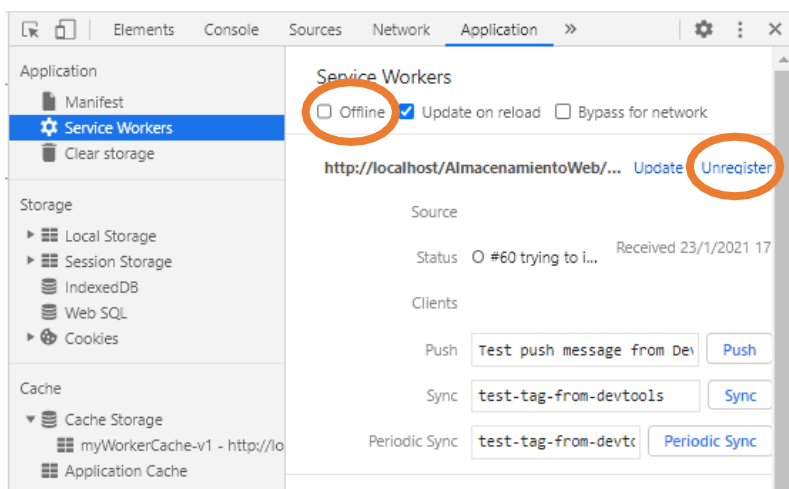 Elements Console Sources Network Application »
Application
Manifest
Service Workers
Clear storage
Storage
Local Storage
Session Storage
IndexedDB
Web SQL
Cookies
Cache
Cache Storage
myWorkerCache-v1 - http://lo
Application Cache
Service Workers
Offline Update on reload Bypass for network
http://localhost/AlmacenamientoWeb/... Update Unregister
Source
Received 23/1/2021 17
Status #60 trying to i...
Clients
Push Test push message from Dev Push
Sync test-tag-from-devtools Sync
Periodic Sync test-tag-from-devto Periodic Sync